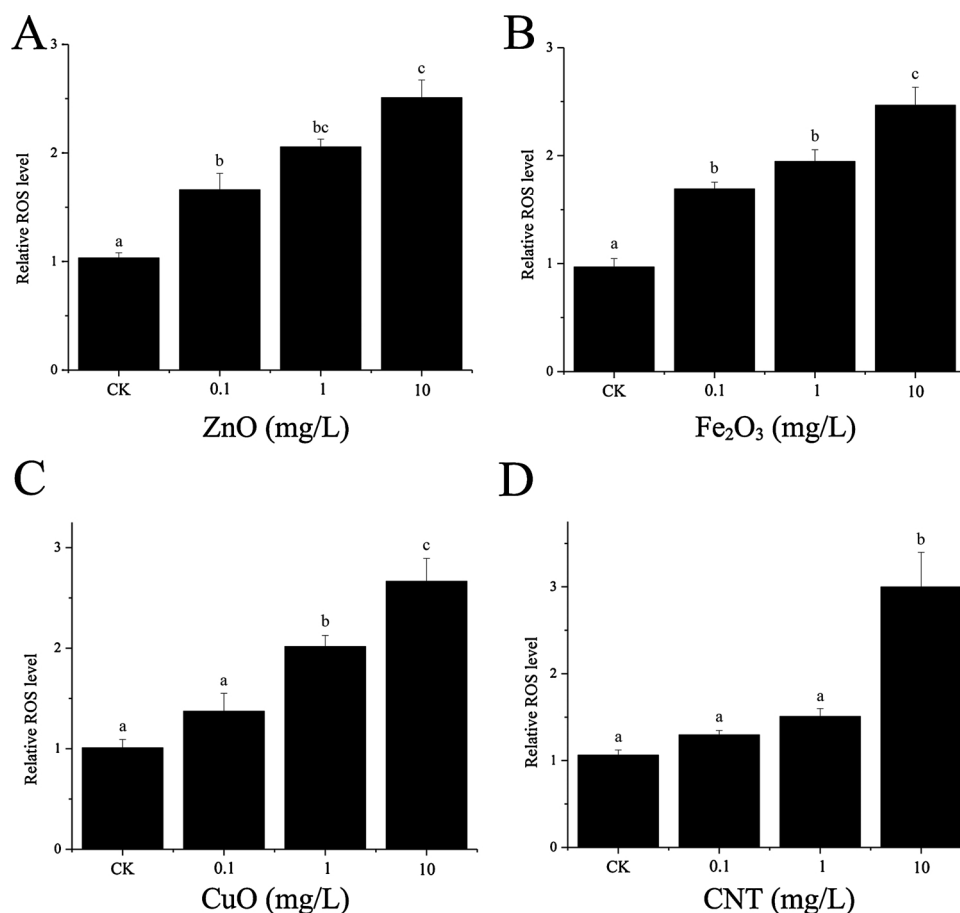 A
Relative ROS level
3
2
1
0
a
b
bc
c
CK
0.1
1
10
ZnO (mg/L)
B
Relative ROS level
3
2
1
0
a
b
b
c
CK
0.1
1
10
Fe₂O₃ (mg/L)
C
Relative ROS level
3
2
1
0
a
a
b
c
CK
0.1
1
10
CuO (mg/L)
D
Relative ROS level
3
2
1
0
a
a
a
b
CK
0.1
1
10
CNT (mg/L)